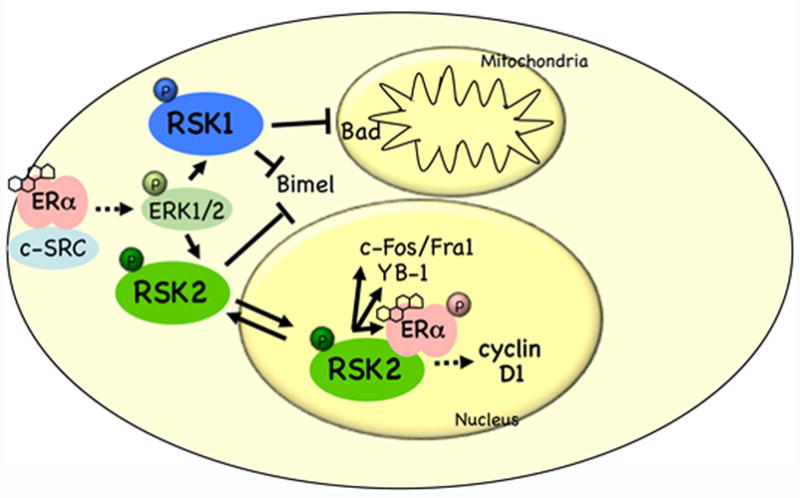 Mitochondria
P
RSK1
Bad
Bimel
P
ERα
ERK1/2
c-SRC
P
RSK2
c-Fos/Fra1
YB-1
P
ERα
P
RSK2
cyclin
D1
Nucleus